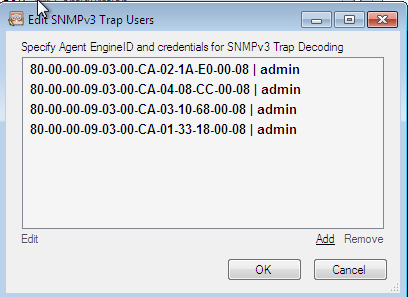 Edit SNMPv3 Trap Users
Specify Agent EngineID and credentials for SNMPv3 Trap Decoding
80-00-00-09-03-00-CA-02-1A-E0-00-08 | admin
80-00-00-09-03-00-CA-04-08-CC-00-08 | admin
80-00-00-09-03-00-CA-03-10-68-00-08 | admin
80-00-00-09-03-00-CA-01-33-18-00-08 | admin
Edit Add Remove
OK Cancel